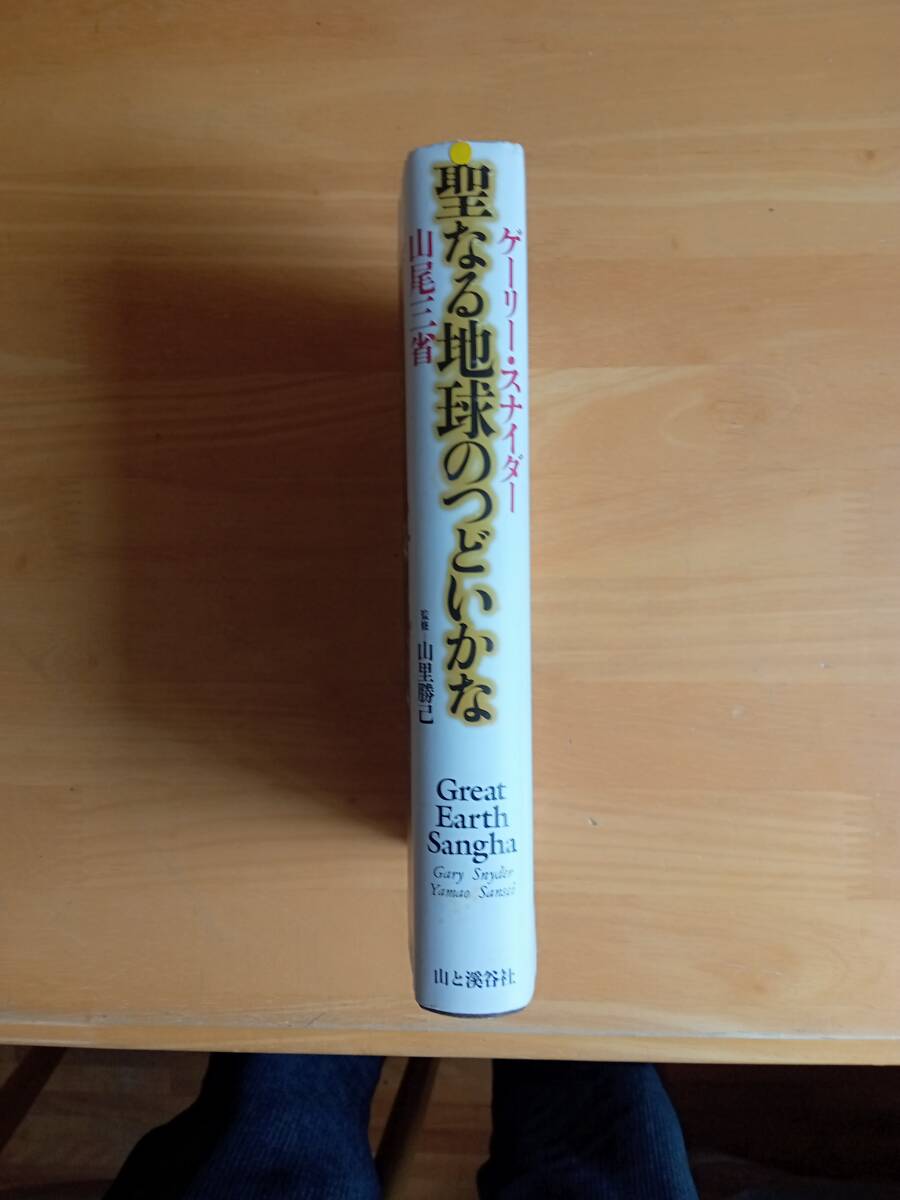 ゲーリー・スナイダー
聖なる地球のつどいかな
山尾三省
監修－山里勝己
Great
Earth
Sangha
Gary Snyder
Yamao Sansei
山と溪谷社